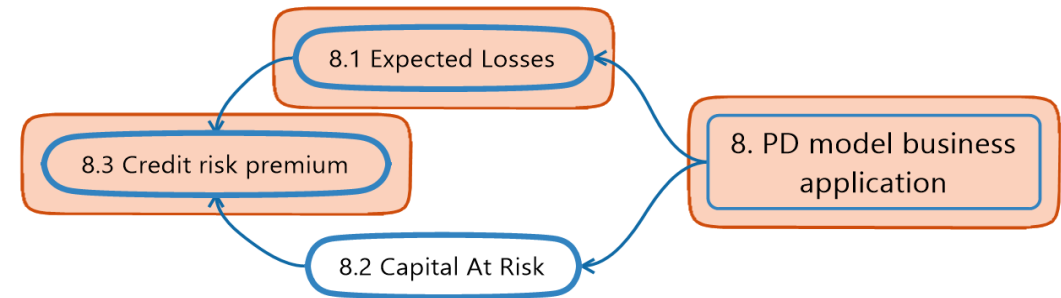 8.1 Expected Losses
8. PD model business
application
8.3 Credit risk premium
8.2 Capital At Risk